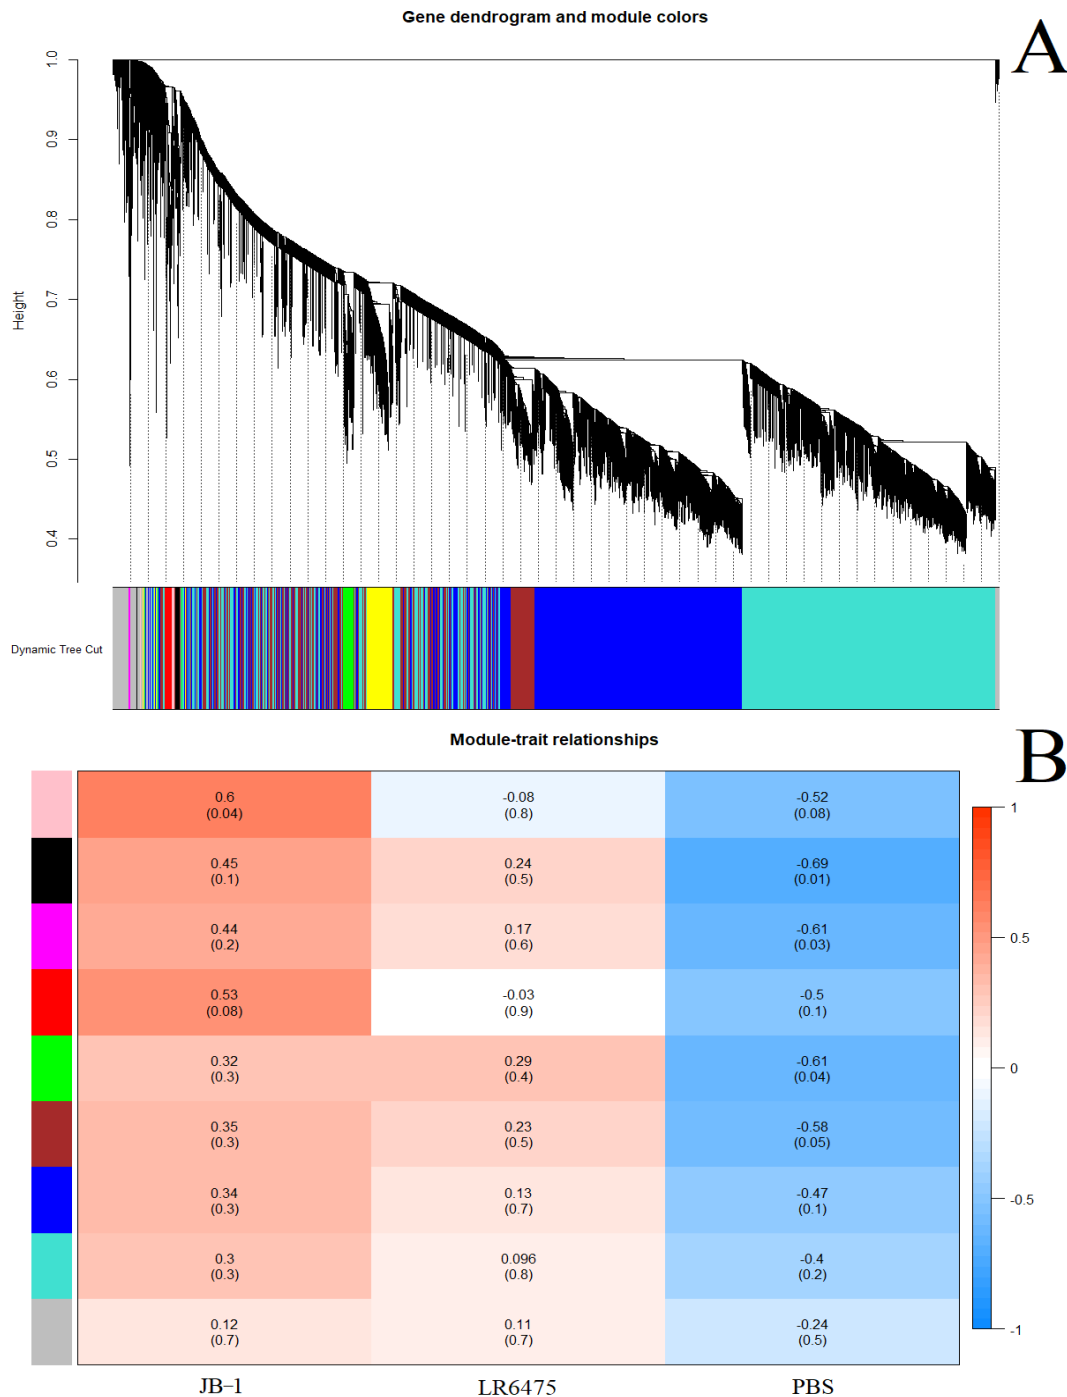 Gene dendrogram and module colors
A
1.0
0.9
0.8
0.7
0.6
0.5
0.4
Height
Dynamic Tree Cut
Module-trait relationships
B
0.6 -0.08 -0.52
(0.04) (0.8) (0.08)
0.45 0.24 -0.69
(0.1) (0.5) (0.01)
0.44 0.17 -0.61
(0.2) (0.6) (0.03)
0.53 -0.03 -0.5
(0.08) (0.9) (0.1)
0.32 0.29 -0.61
(0.3) (0.4) (0.04)
0.35 0.23 -0.58
(0.3) (0.5) (0.05)
0.34 0.13 -0.47
(0.3) (0.7) (0.1)
0.3 0.096 -0.4
(0.3) (0.8) (0.2)
0.12 0.11 -0.24
(0.7) (0.7) (0.5)
1
0.5
0
-0.5
-1
JB-1 LR6475 PBS